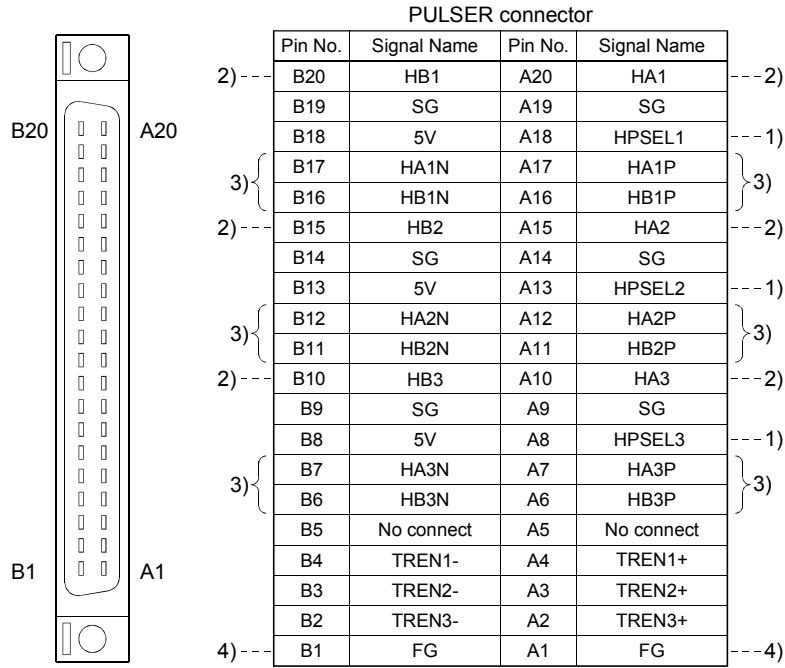 PULSER connector
Pin No. Signal Name Pin No. Signal Name
2) B20 HB1 A20 HA1 2)
B19 SG A19 SG
B18 5V A18 HPSEL1 1)
B17 HA1N A17 HA1P
3) 3)
B16 HB1N A16 HB1P
2) B15 HB2 A15 HA2 2)
B14 SG A14 SG
B13 5V A13 HPSEL2 1)
B12 HA2N A12 HA2P
3) 3)
B11 HB2N A11 HB2P
2) B10 HB3 A10 HA3 2)
B9 SG A9 SG
B8 5V A8 HPSEL3 1)
B7 HA3N A7 HA3P
3) 3)
B6 HB3N A6 HB3P
B5 No connect A5 No connect
B4 TREN1- A4 TREN1+
B3 TREN2- A3 TREN2+
B2 TREN3- A2 TREN3+
4) B1 FG A1 FG 4)
B20 A20
B1 A1